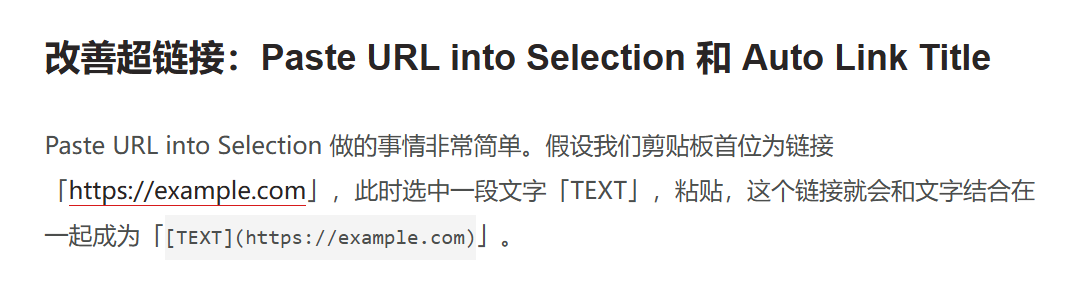 改善超链接：Paste URL into Selection 和 Auto Link Title
Paste URL into Selection 做的事情非常简单。假设我们剪贴板首位为链接
「https://example.com」，此时选中一段文字「TEXT」，粘贴，这个链接就会和文字结合在
一起成为「[TEXT](https://example.com)」。